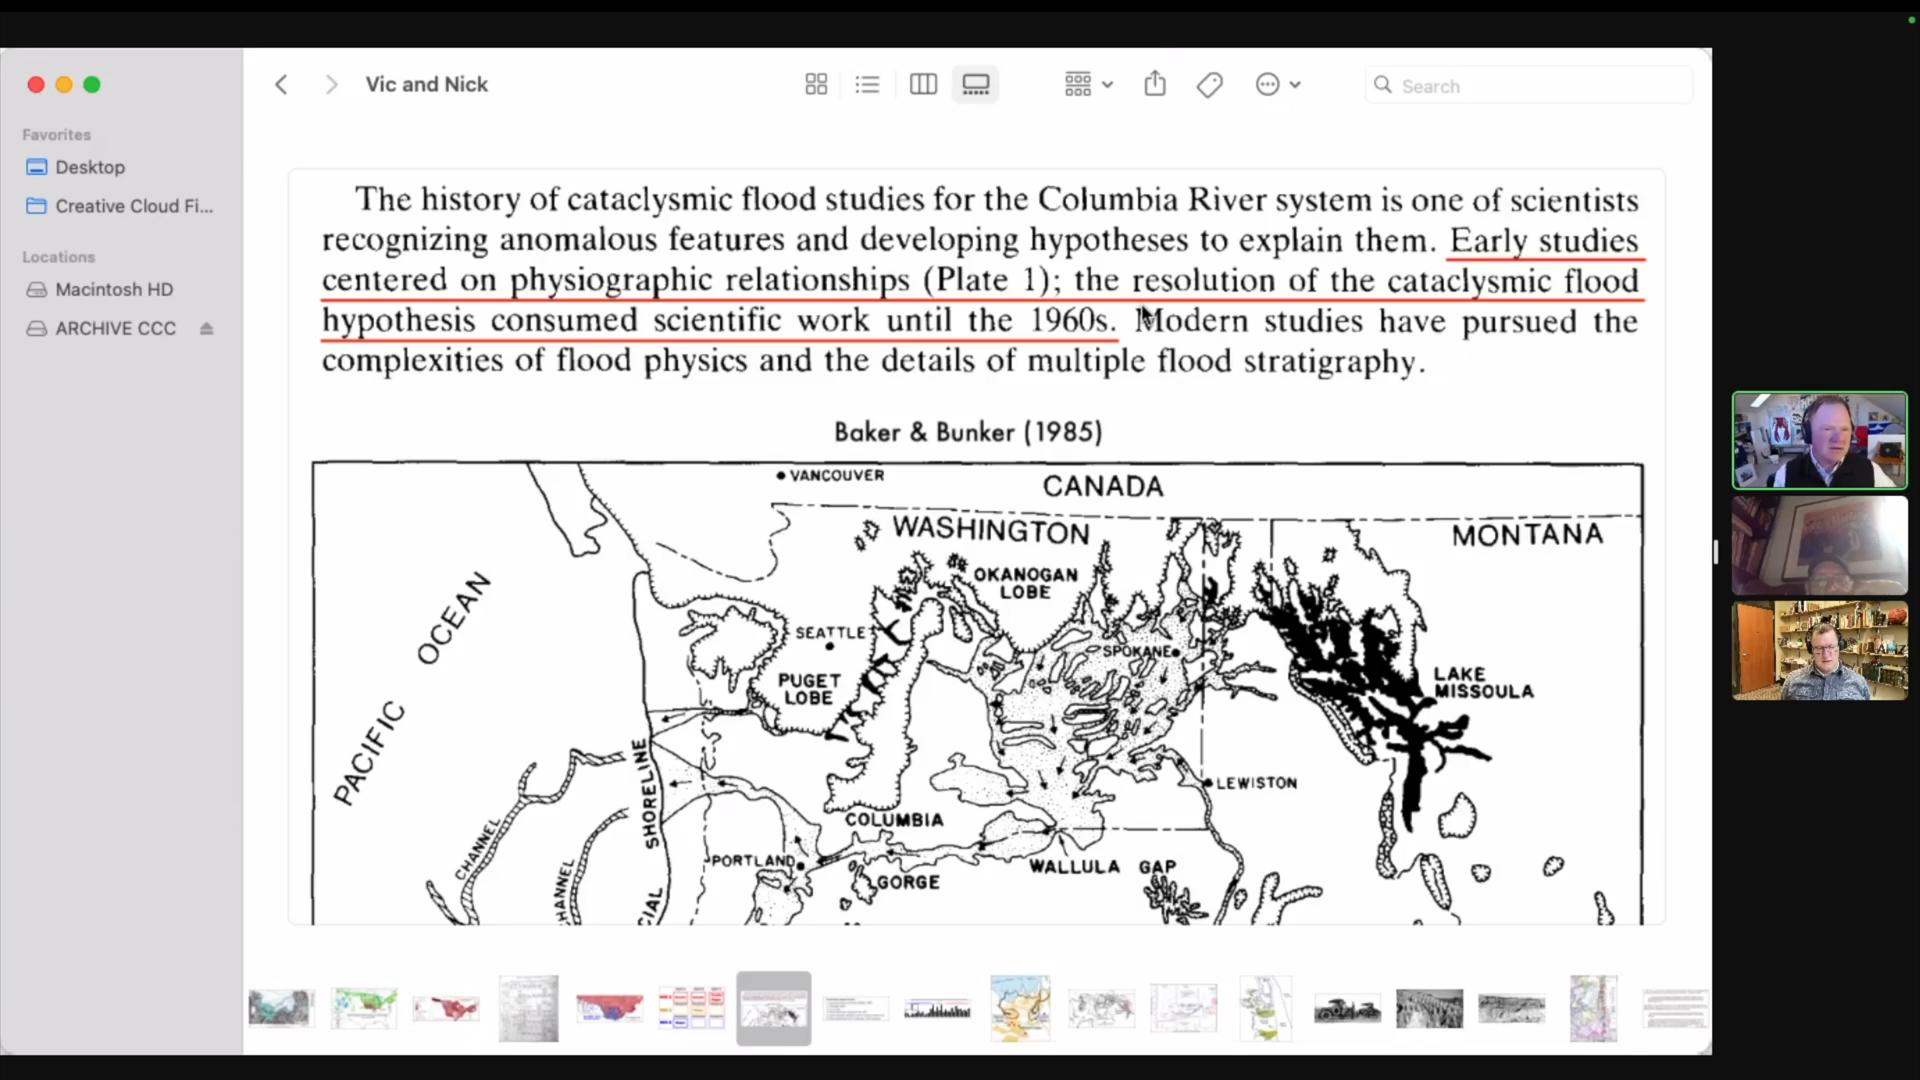 Vic and Nick
Search
Favorites
Desktop
Creative Cloud Fi...
Locations
Macintosh HD
ARCHIVE CCC
The history of cataclysmic flood studies for the Columbia River system is one of scientists
recognizing anomalous features and developing hypotheses to explain them. Early studies
centered on physiographic relationships (Plate 1); the resolution of the cataclysmic flood
hypothesis consumed scientific work until the 1960s. Modern studies have pursued the
complexities of flood physics and the details of multiple flood stratigraphy.
Baker & Bunker (1985)
VANCOUVER
CANADA
WASHINGTON
MONTANA
OKANOGAN
LOBE
PACIFIC OCEAN
SEATTLE
SPOKANE
PUGET
LOBE
LAKE
MISSOULA
SHORELINE
LEWISTON
COLUMBIA
CHANNEL
PORTLAND
WALLULA GAP
GORGE
HANNEL
CIAL